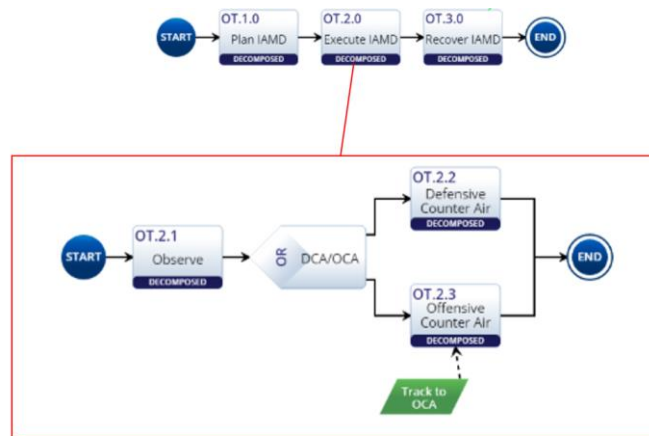 OT.1.0
OT.2.0
OT.3.0
START
Plan IAMD
Execute IAMD
Recover IAMD
END
DECOMPOSED
DECOMPOSED
DECOMPOSED
OT.2.2
Defensive
Counter Air
DECOMPOSED
OT.2.1
START
Observe
DECOMPOSED
OR
DCA/OCA
END
OT.2.3
Offensive
Counter Air
DECOMPOSED
Track to
OCA